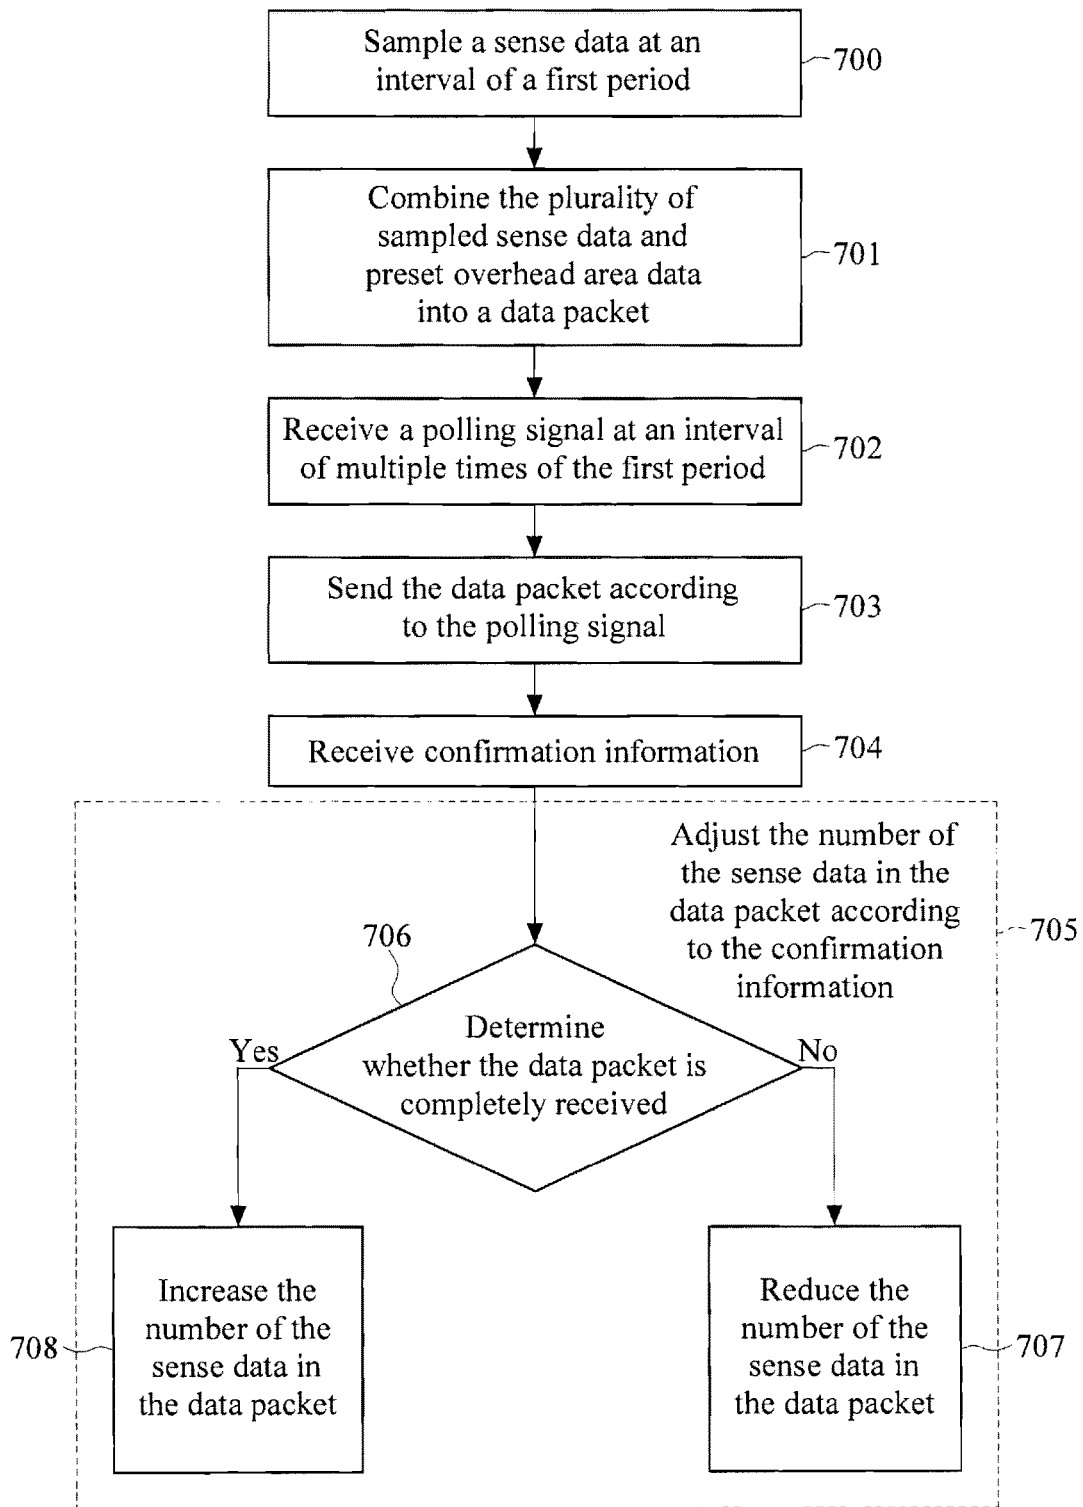 Sample a sense data at an
interval of a first period
700
Combine the plurality of
sampled sense data and
preset overhead area data
into a data packet
701
Receive a polling signal at an interval
of multiple times of the first period
702
Send the data packet according
to the polling signal
703
Receive confirmation information
704
Adjust the number of
the sense data in the
data packet according
to the confirmation
information
705
706
Determine
whether the data packet is
completely received
Yes
No
Increase the
number of the
sense data in
the data packet
708
Reduce the
number of the
sense data in
the data packet
707